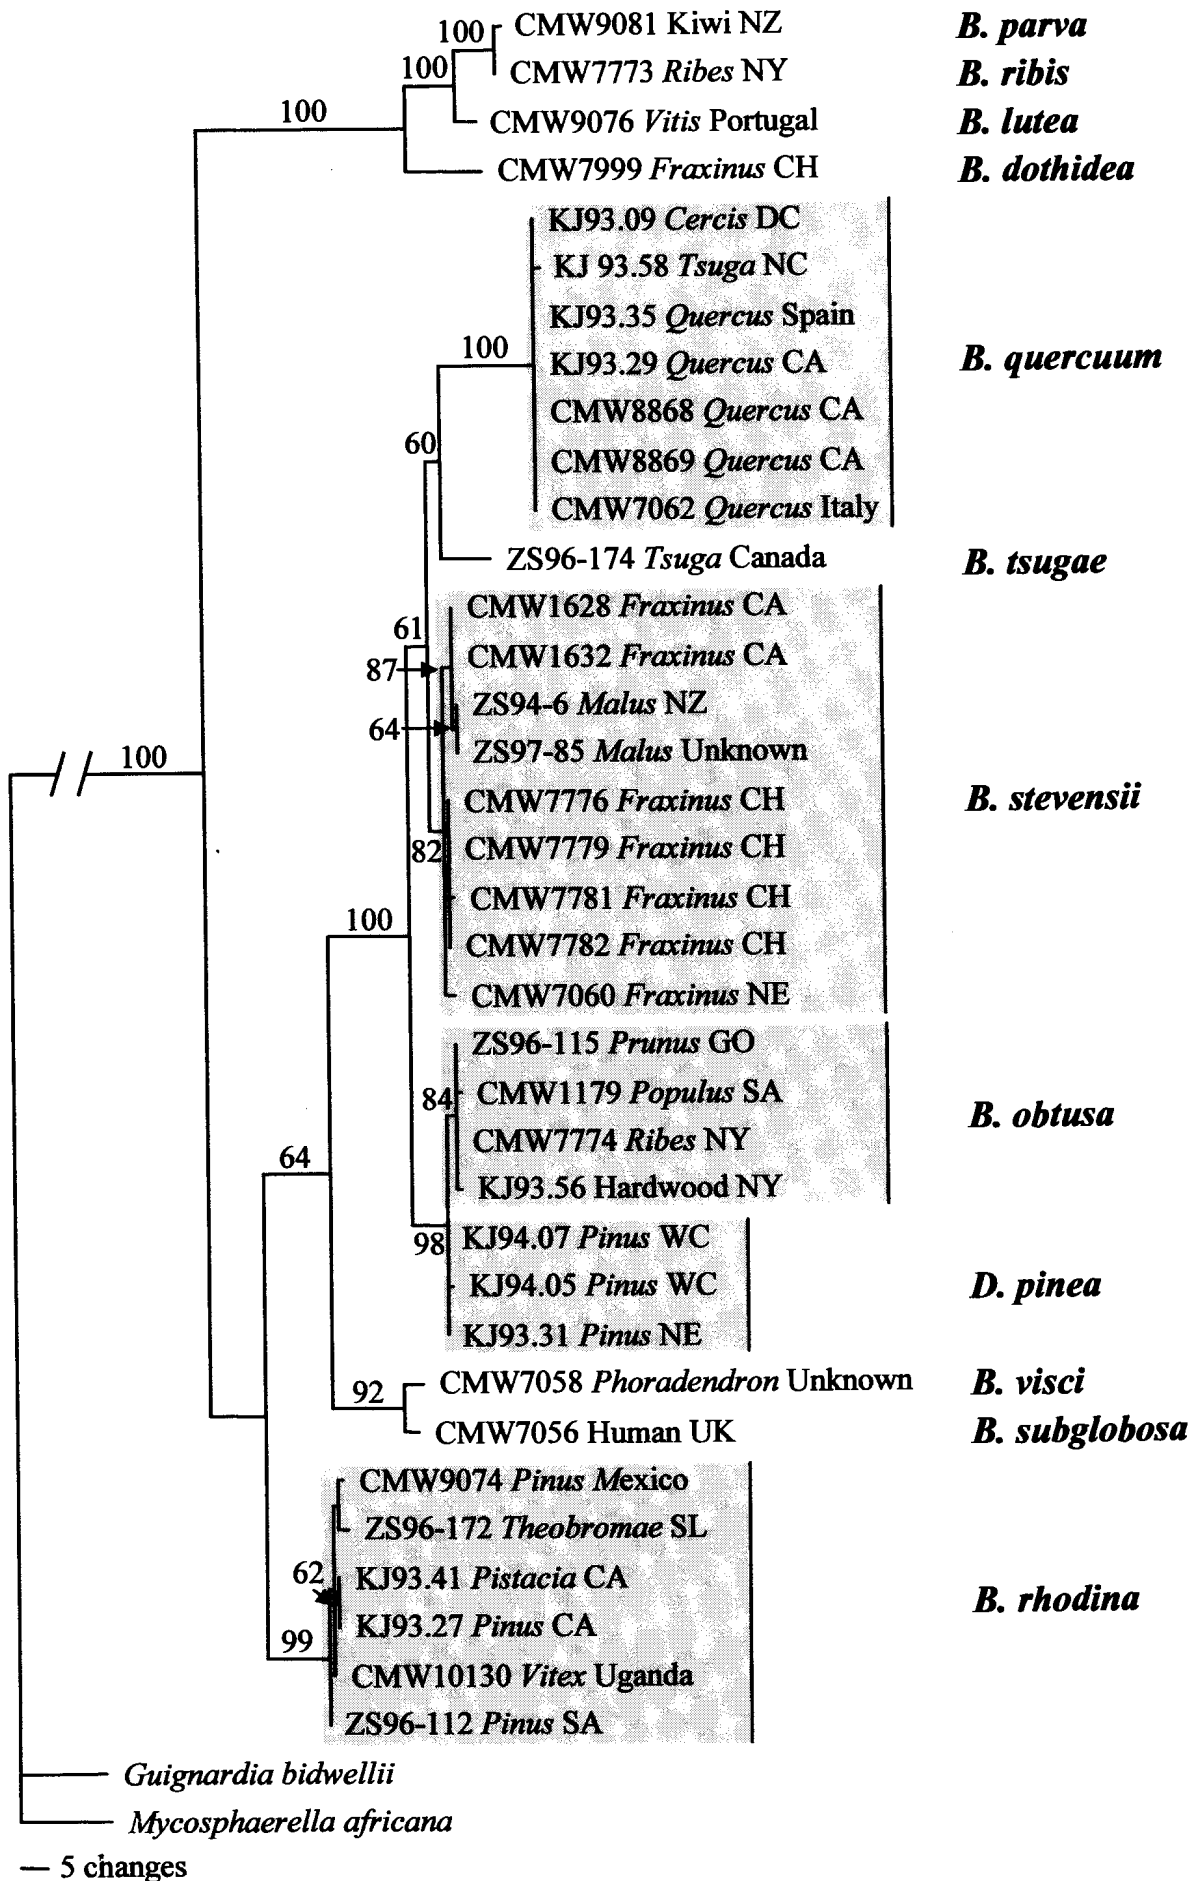 100 CMW9081 Kiwi NZ B. parva
100 CMW7773 Ribes NY B. ribis
100 CMW9076 Vitis Portugal B. lutea
CMW7999 Fraxinus CH B. dothidea
KJ93.09 Cercis DC
KJ 93.58 Tsuga NC
KJ93.35 Quercus Spain
100 KJ93.29 Quercus CA B. quercuum
CMW8868 Quercus CA
60 CMW8869 Quercus CA
CMW7062 Quercus Italy
ZS96-174 Tsuga Canada B. tsugae
CMW1628 Fraxinus CA
61 CMW1632 Fraxinus CA
87 ZS94-6 Malus NZ
64 ZS97-85 Malus Unknown
100 CMW7776 Fraxinus CH B. stevensii
82 CMW7779 Fraxinus CH
CMW7781 Fraxinus CH
100 CMW7782 Fraxinus CH
CMW7060 Fraxinus NE
ZS96-115 Prunus GO
84 CMW1179 Populus SA B. obtusa
64 CMW7774 Ribes NY
KJ93.56 Hardwood NY
98 KJ94.07 Pinus WC
KJ94.05 Pinus WC D. pinea
KJ93.31 Pinus NE
92 CMW7058 Phoradendron Unknown B. visci
CMW7056 Human UK B. subglobosa
CMW9074 Pinus Mexico
ZS96-172 Theobromae SL
62 KJ93.41 Pistacia CA B. rhodina
KJ93.27 Pinus CA
99 CMW10130 Vitex Uganda
ZS96-112 Pinus SA
Guignardia bidwellii
Mycosphaerella africana
5 changes